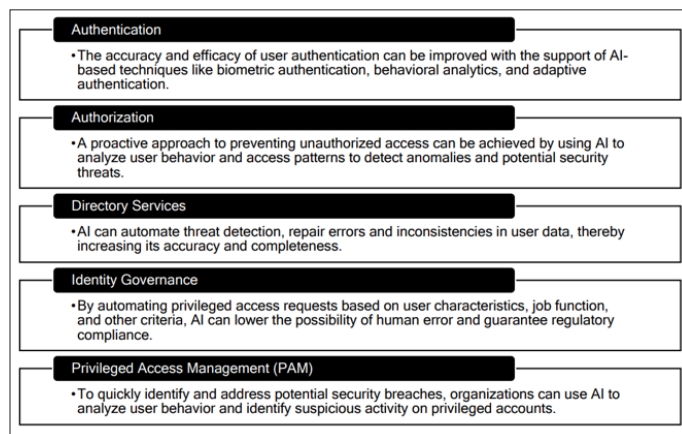 Authentication
•The accuracy and efficacy of user authentication can be improved with the support of AI-
based techniques like biometric authentication, behavioral analytics, and adaptive
authentication.
Authorization
•A proactive approach to preventing unauthorized access can be achieved by using AI to
analyze user behavior and access patterns to detect anomalies and potential security
threats.
Directory Services
•AI can automate threat detection, repair errors and inconsistencies in user data, thereby
increasing its accuracy and completeness.
Identity Governance
•By automating privileged access requests based on user characteristics, job function,
and other criteria, AI can lower the possibility of human error and guarantee regulatory
compliance.
Privileged Access Management (PAM)
•To quickly identify and address potential security breaches, organizations can use AI to
analyze user behavior and identify suspicious activity on privileged accounts.